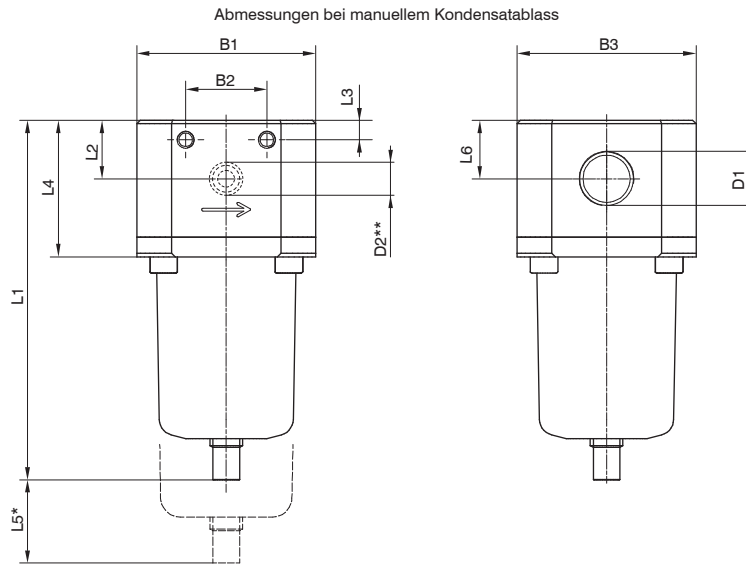 Abmessungen bei manuellem Kondensatablass
B1
B2
L3
L2
L4
L1
D2**
L5*
B3
L6
D1